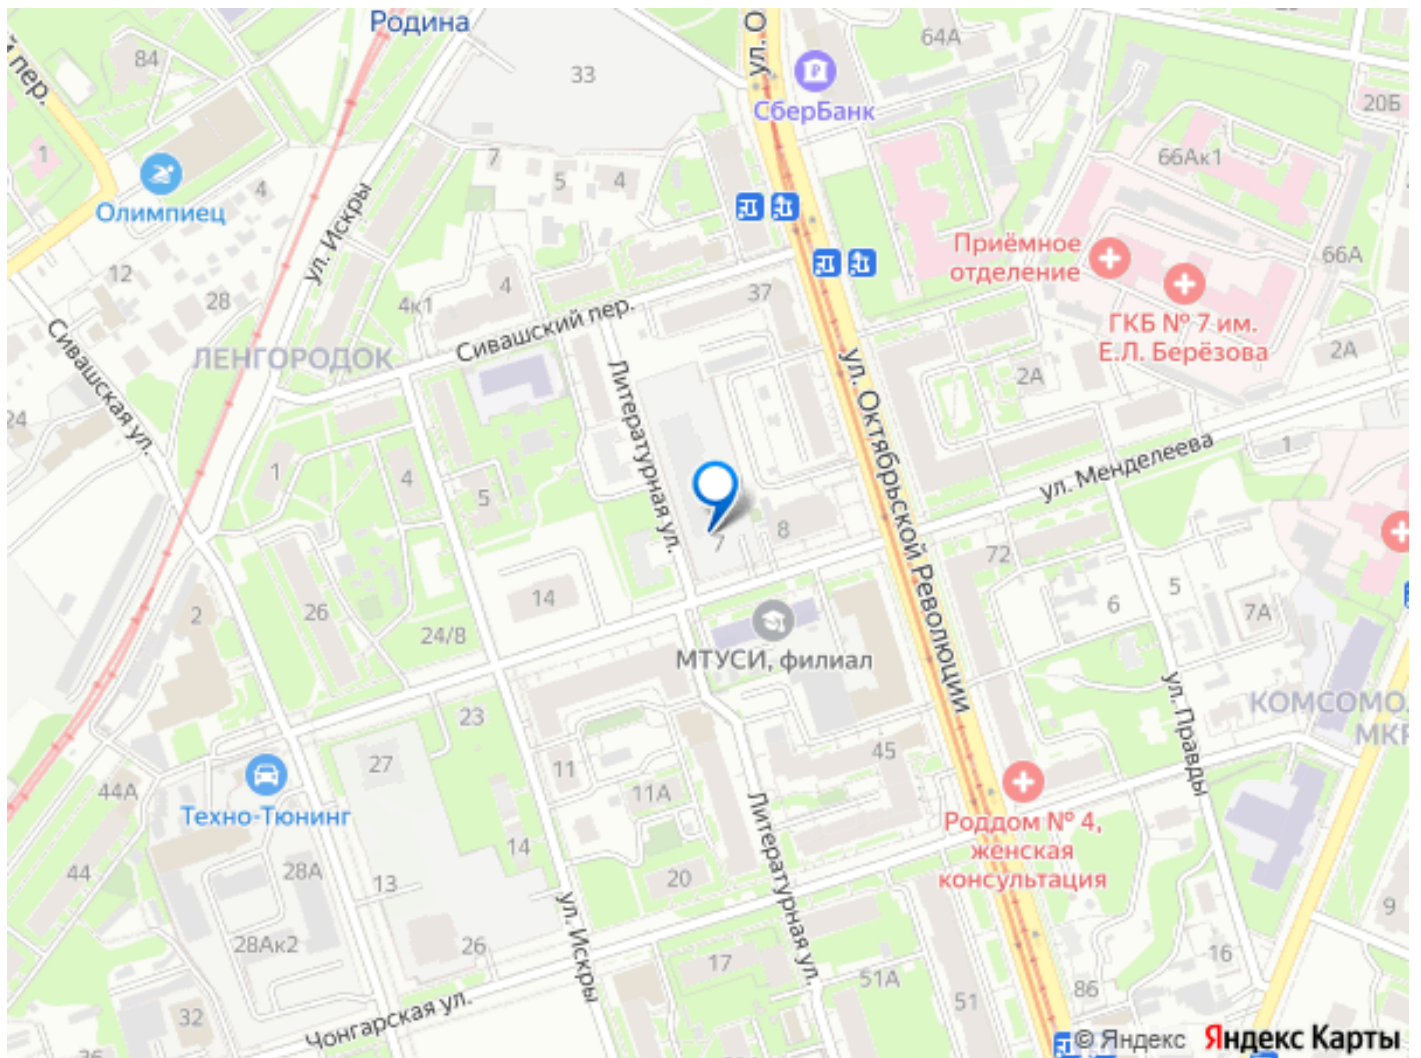 Родина
ул. О
64А
84
33
СберБанк
й пер.
20Б
1
7
66Ак1
5
4
4
Олимпиец
ул. Искры
Приёмное
отделение
66А
12
28
4к1
4
37
ГКБ № 7 им.
Е.Л. Берёзова
Сивашский пер.
ЛЕНГОРОДОК
2А
2А
Сивашская ул.
Литературная ул.
ул. Октябрьской Революции
24
ул. Менделеева
1
1
4
5
8
7
72
14
5
6
7А
2
26
24/8
МТУСИ, филиал
ул. Правды
КОМСОМОЛ
МКР
23
45
27
11
11А
44А
Техно-Тюнинг
Литературная ул.
Роддом № 4,
женская
консультация
14
44
28А
13
20
ул. Искры
9
28Ак2
26
17
51А
16
51
86
Чонгарская ул.
32
36
© Яндекс Яндекс Карты